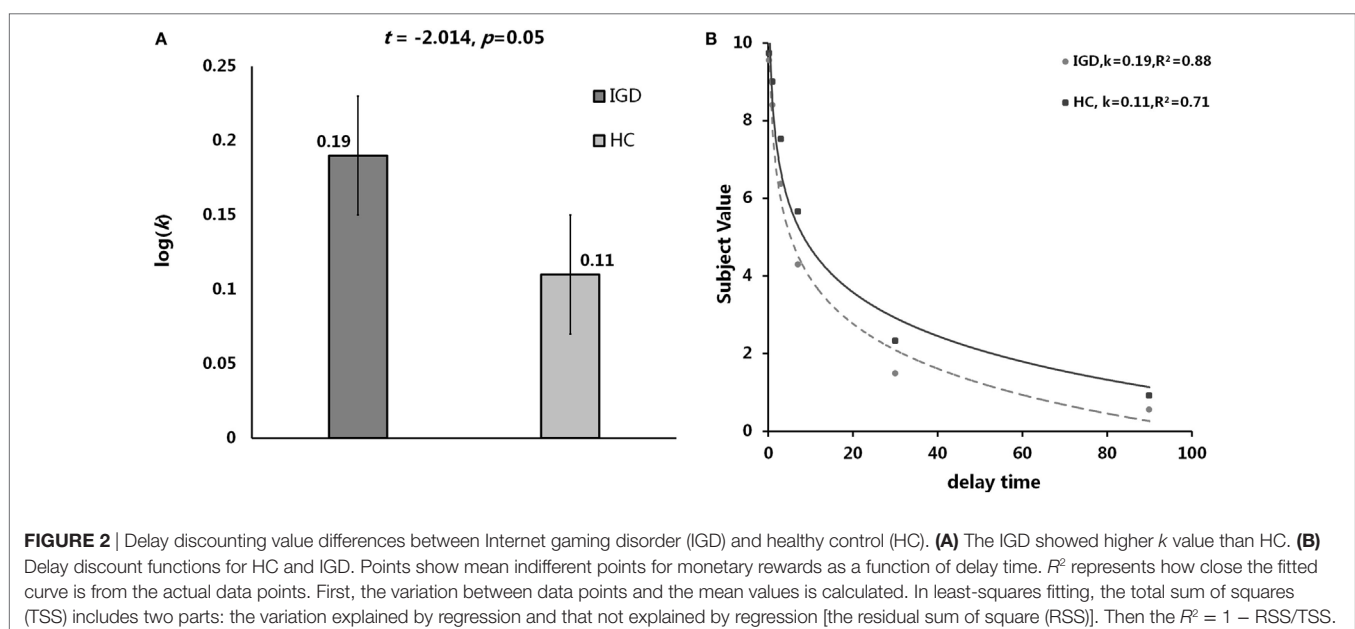 A
t = -2.014, p=0.05
0.25
0.2
0.15
0.1
0.05
0
log(k)
0.19
0.11
IGD
HC
B
10
8
6
4
2
0
Subject Value
IGD,k=0.19,R²=0.88
HC, k=0.11,R²=0.71
0 20 40 60 80 100
delay time
FIGURE 2 | Delay discounting value differences between Internet gaming disorder (IGD) and healthy control (HC). (A) The IGD showed higher k value than HC. (B)
Delay discount functions for HC and IGD. Points show mean indifferent points for monetary rewards as a function of delay time. R² represents how close the fitted
curve is from the actual data points. First, the variation between data points and the mean values is calculated. In least-squares fitting, the total sum of squares
(TSS) includes two parts: the variation explained by regression and that not explained by regression [the residual sum of square (RSS)]. Then the R² = 1 − RSS/TSS.